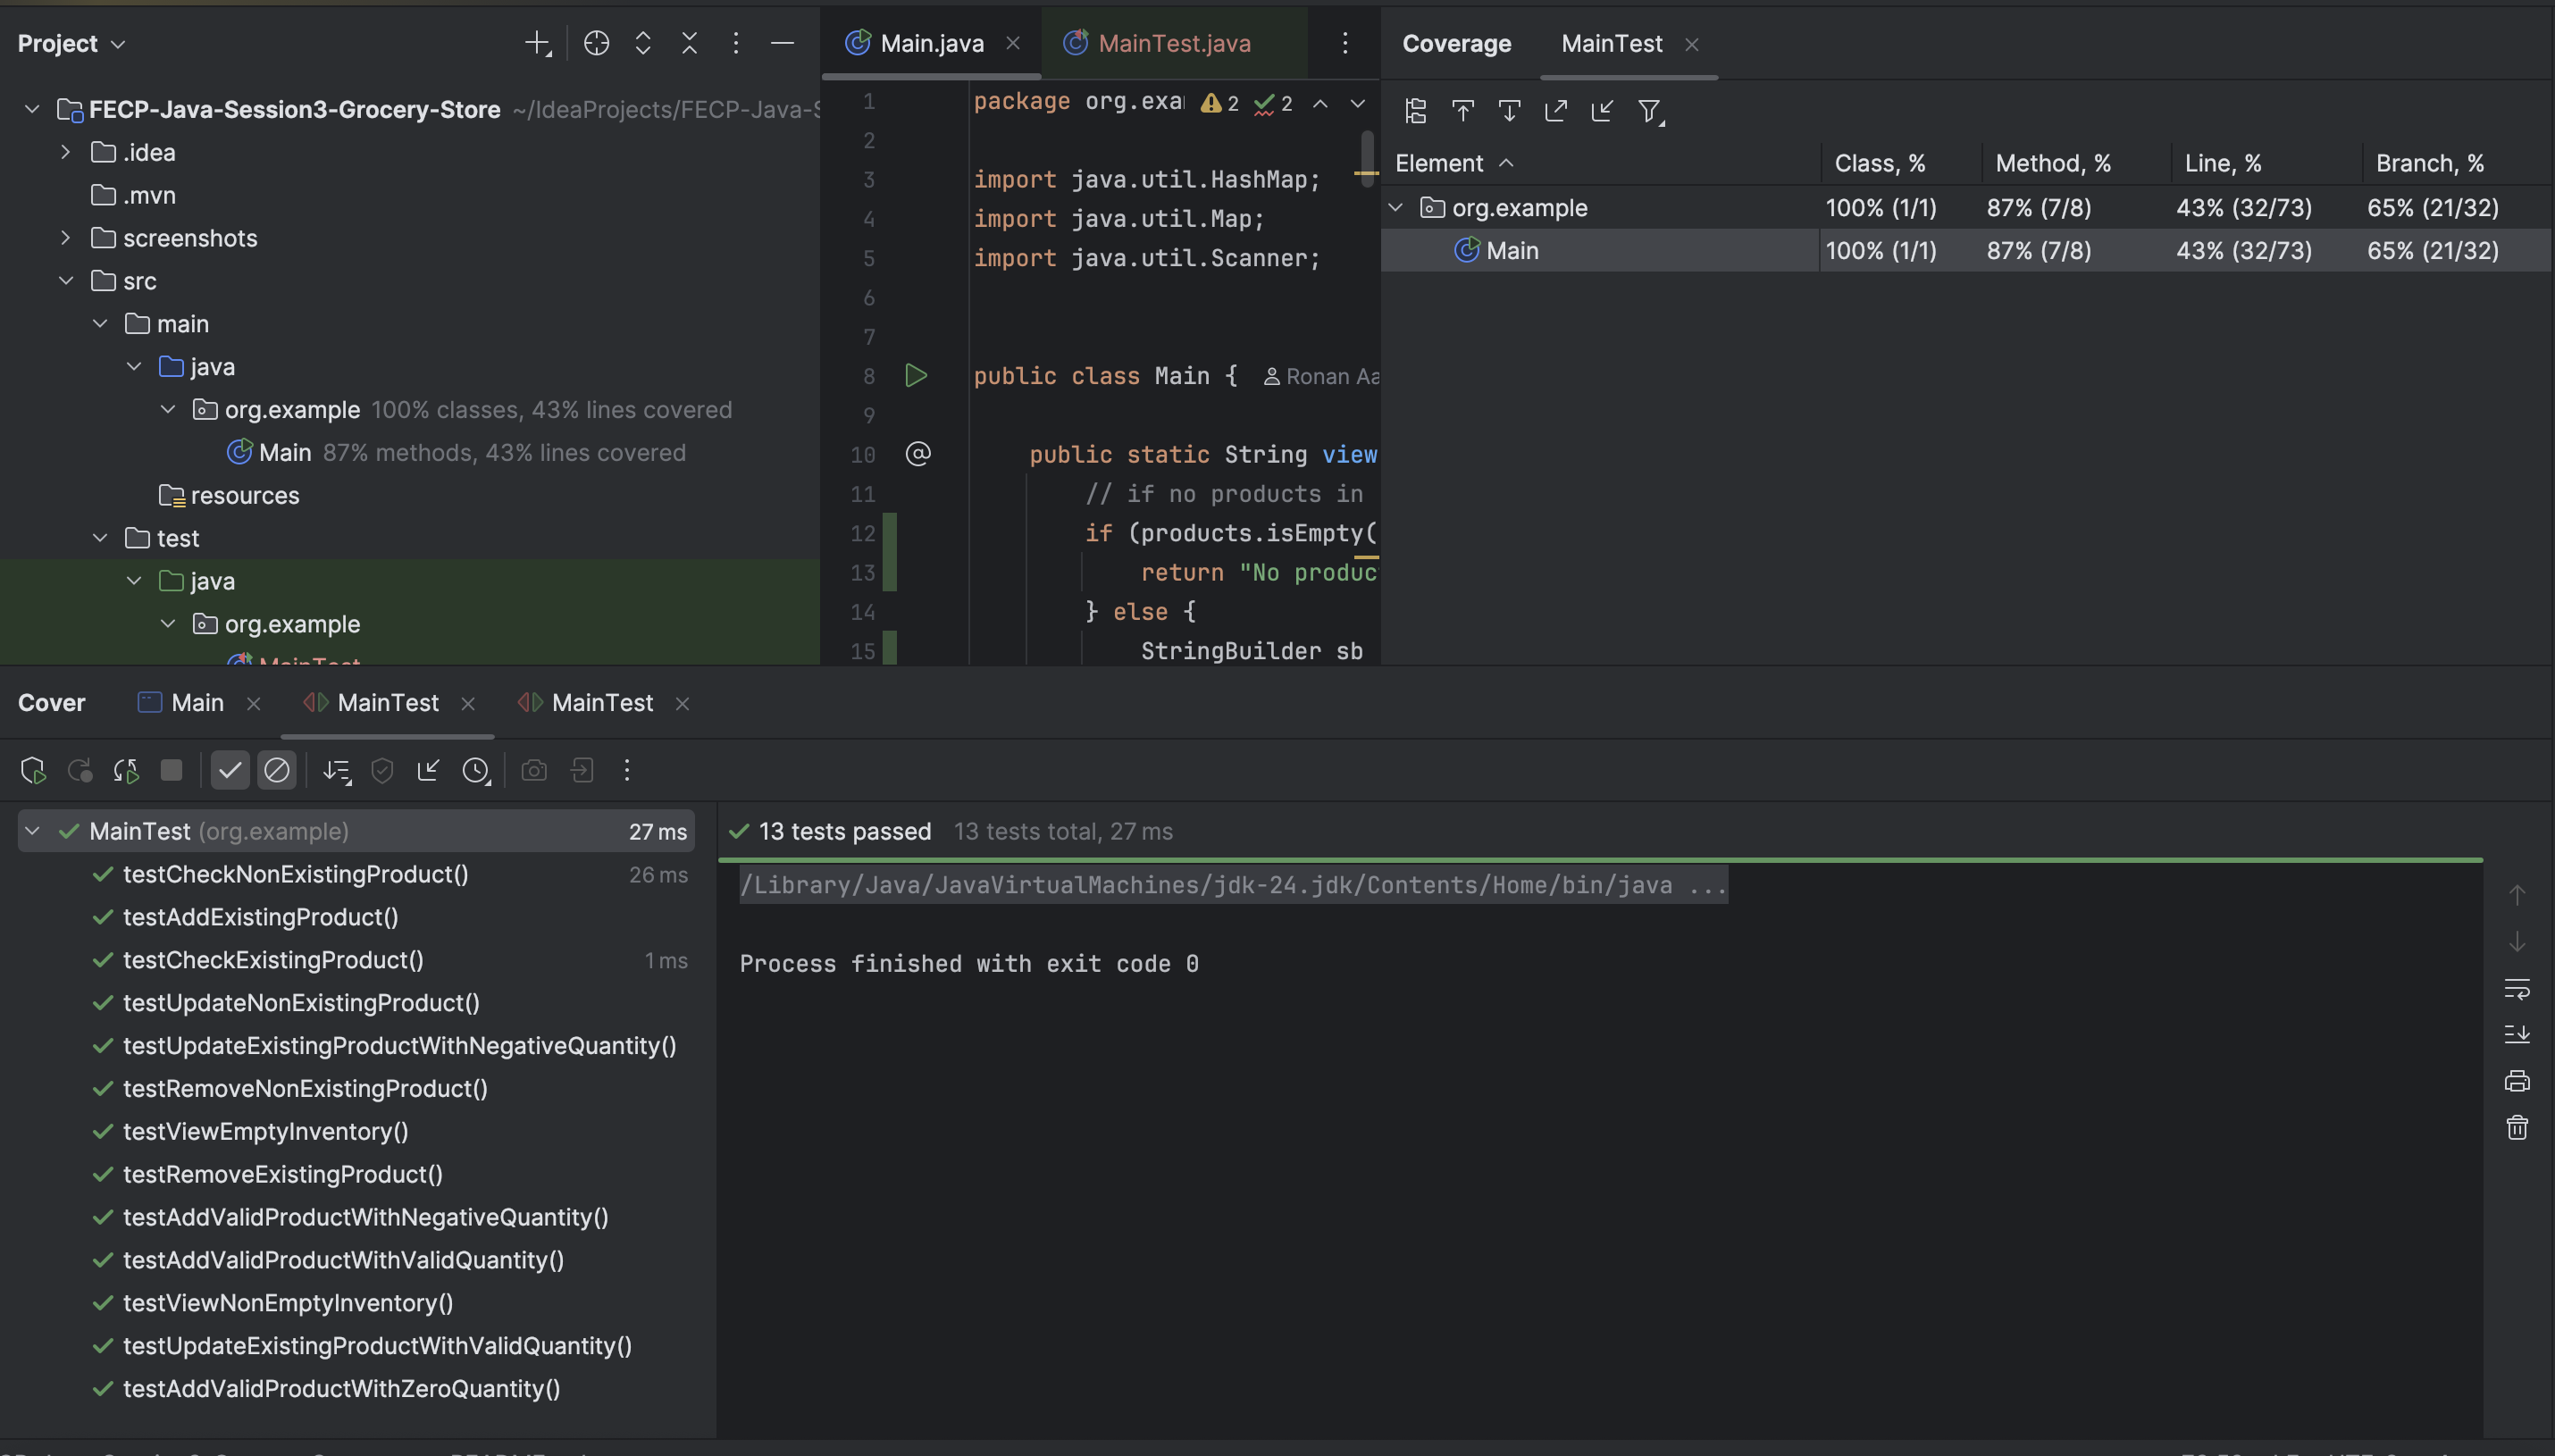 Project
FECP-Java-Session3-Grocery-Store ~/IdeaProjects/FECP-Java-S
.idea
.mvn
screenshots
src
main
java
org.example 100% classes, 43% lines covered
Main 87% methods, 43% lines covered
resources
test
java
org.example
MainTest
Main.java
MainTest.java
1 package org.exa 2 2
2
3 import java.util.HashMap;
4 import java.util.Map;
5 import java.util.Scanner;
6
7
8 public class Main { Ronan Aa
9
10 public static String view
11 // if no products in
12 if (products.isEmpty(
13 return "No produc
14 } else {
15 StringBuilder sb
Coverage MainTest
Element Class, % Method, % Line, % Branch, %
org.example 100% (1/1) 87% (7/8) 43% (32/73) 65% (21/32)
Main 100% (1/1) 87% (7/8) 43% (32/73) 65% (21/32)
Cover Main MainTest MainTest
MainTest (org.example) 27 ms
testCheckNonExistingProduct() 26 ms
testAddExistingProduct()
testCheckExistingProduct() 1 ms
testUpdateNonExistingProduct()
testUpdateExistingProductWithNegativeQuantity()
testRemoveNonExistingProduct()
testViewEmptyInventory()
testRemoveExistingProduct()
testAddValidProductWithNegativeQuantity()
testAddValidProductWithValidQuantity()
testViewNonEmptyInventory()
testUpdateExistingProductWithValidQuantity()
testAddValidProductWithZeroQuantity()
13 tests passed 13 tests total, 27 ms
/Library/Java/JavaVirtualMachines/jdk-24.jdk/Contents/Home/bin/java ...
Process finished with exit code 0